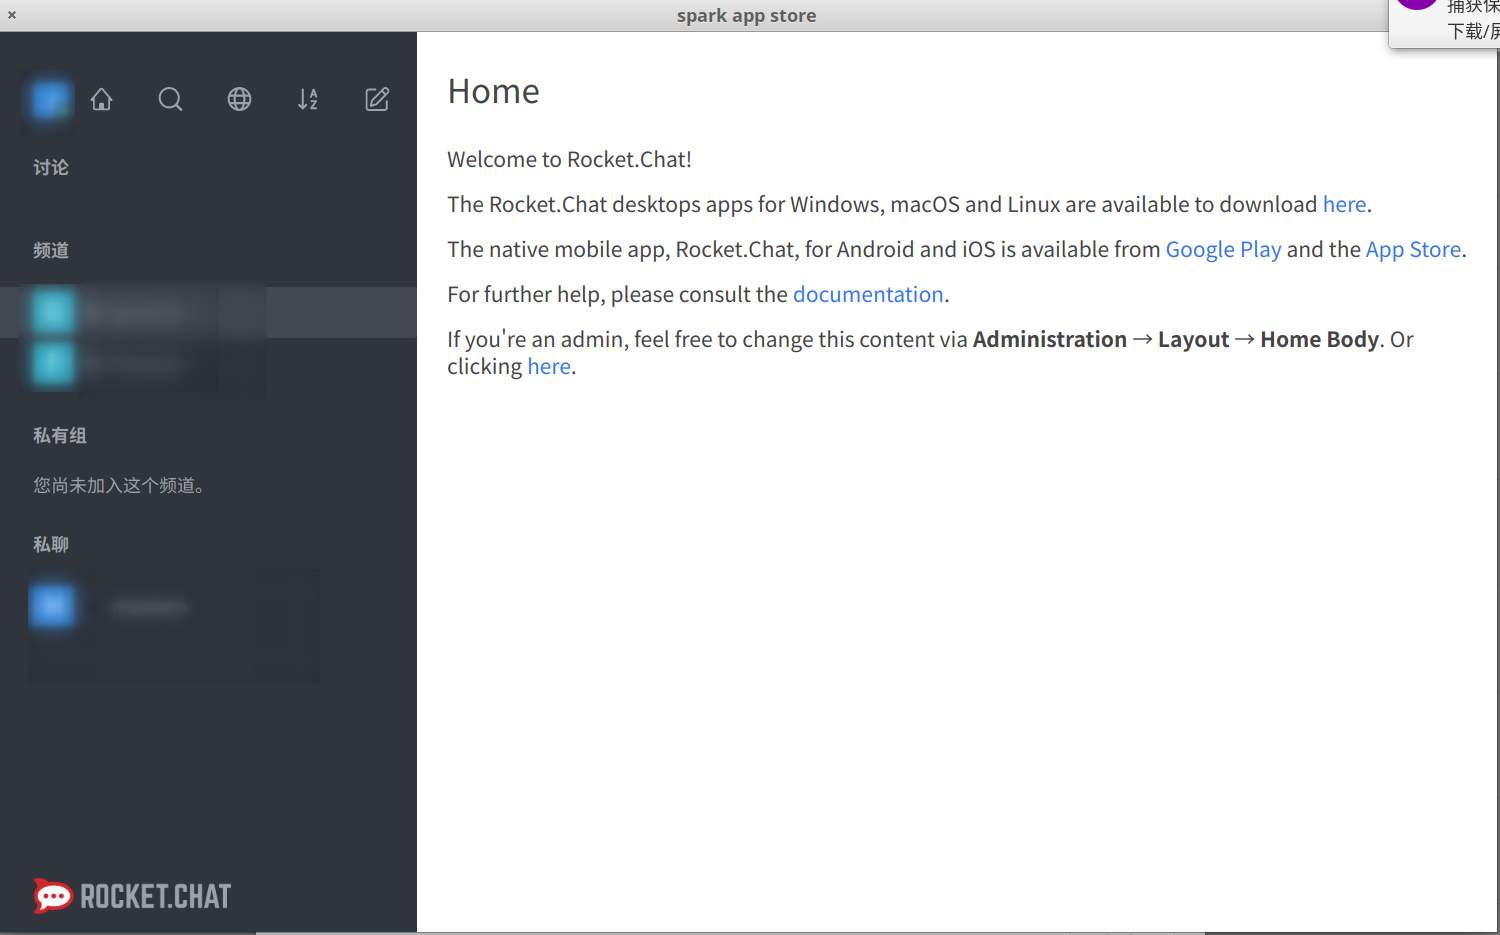 ×
spark app store
捕获保
下载/屏
讨论
频道
私有组
您尚未加入这个频道。
私聊
ROCKET.CHAT
Home
Welcome to Rocket.Chat!
The Rocket.Chat desktops apps for Windows, macOS and Linux are available to download here.
The native mobile app, Rocket.Chat, for Android and iOS is available from Google Play and the App Store.
For further help, please consult the documentation.
If you're an admin, feel free to change this content via Administration → Layout → Home Body. Or
clicking here.